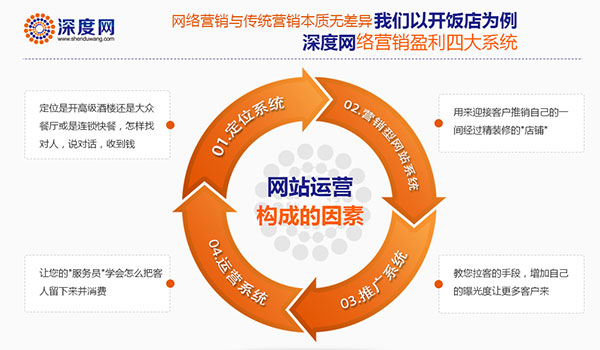 深度网
www.shenduwang.com
网络营销与传统营销本质无差异 我们以开饭店为例
深度网络营销盈利四大系统
定位是开高级酒楼还是大众
餐厅或是连锁快餐，怎样找
对人，说对话，收到钱
01.定位系统
02.营销型网站系统
用来迎接客户推销自己的一
间经过精装修的"店铺"
网站运营
构成的因素
让您的"服务员"学会怎么把客
人留下来并消费
04.运营系统
03.推广系统
教您拉客的手段，增加自己
的曝光度让更多客户来